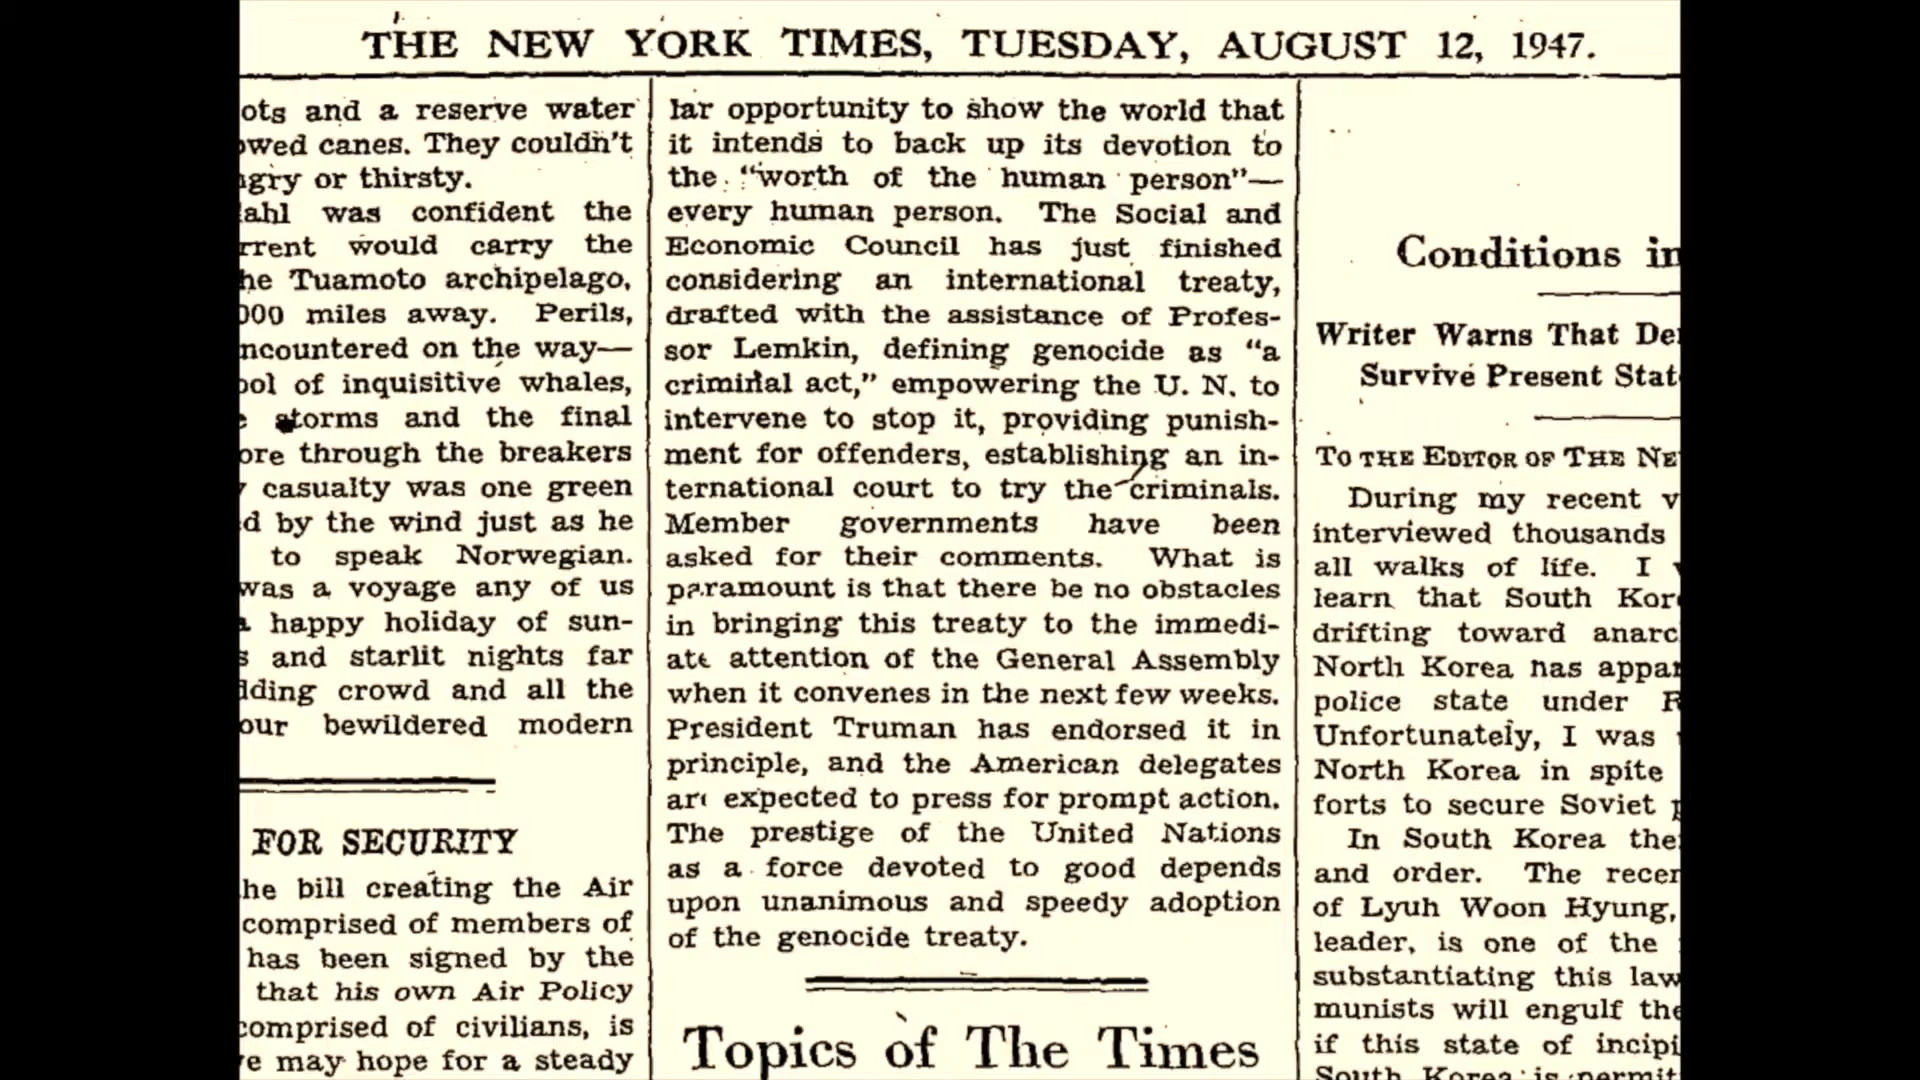 THE NEW YORK TIMES, TUESDAY, AUGUST 12, 1947.
ots and a reserve water
owed canes. They couldn't
or thirsty.
ahl was confident the
rrent would carry the
he Tuamoto archipelago,
000 miles away. Perils,
ncountered on the way—
ool of inquisitive whales,
storms and the final
ore through the breakers
casualty was one green
d by the wind just as he
to speak Norwegian.
was a voyage any of us
happy holiday of sun-
s and starlit nights far
dding crowd and all the
our bewildered modern
FOR SECURITY
he bill creating the Air
comprised of members of
has been signed by the
that his own Air Policy
comprised of civilians, is
e may hope for a steady
lar opportunity to show the world that
it intends to back up its devotion to
the "worth of the human person"—
every human person. The Social and
Economic Council has just finished
considering an international treaty,
drafted with the assistance of Profes-
sor Lemkin, defining genocide as "a
criminal act," empowering the U. N. to
intervene to stop it, providing punish-
ment for offenders, establishing an in-
ternational court to try the criminals.
Member governments have been
asked for their comments. What is
paramount is that there be no obstacles
in bringing this treaty to the immedi-
ate attention of the General Assembly
when it convenes in the next few weeks.
President Truman has endorsed it in
principle, and the American delegates
are expected to press for prompt action.
The prestige of the United Nations
as a force devoted to good depends
upon unanimous and speedy adoption
of the genocide treaty.
Topics of The Times
Conditions in
Writer Warns That De
Survive Present Stat
TO THE EDITOR OF THE NE
During my recent v
interviewed thousands
all walks of life. I
learn that South Kor
drifting toward anarc
North Korea has appa
police state under
Unfortunately, I was
North Korea in spite
forts to secure Soviet
In South Korea the
and order. The recen
of Lyuh Woon Hyung,
leader, is one of the
substantiating this law
munists will engulf the
if this state of incipi
South Korea is permit